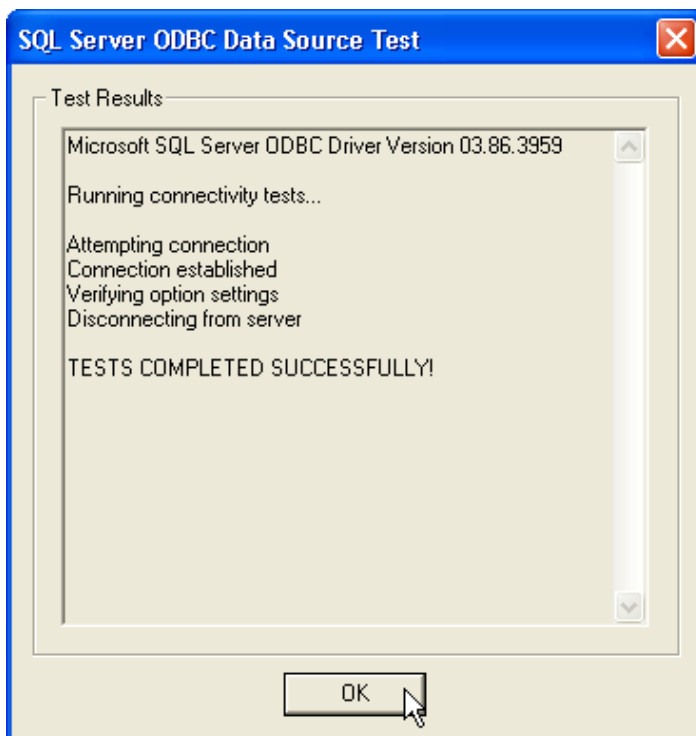 SQL Server ODBC Data Source Test
Test Results
Microsoft SQL Server ODBC Driver Version 03.86.3959
Running connectivity tests...
Attempting connection
Connection established
Verifying option settings
Disconnecting from server
TESTS COMPLETED SUCCESSFULLY!
OK